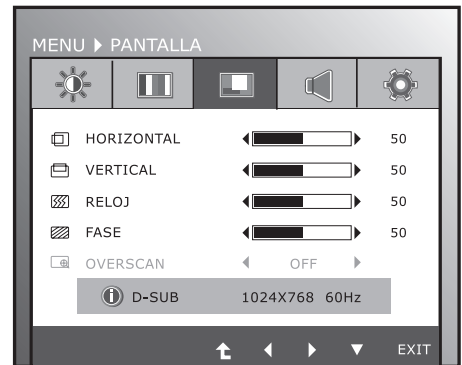 MENU ▶ PANTALLA
HORIZONTAL 50
VERTICAL 50
RELOJ 50
FASE 50
OVERSCAN OFF
D-SUB 1024X768 60Hz
EXIT